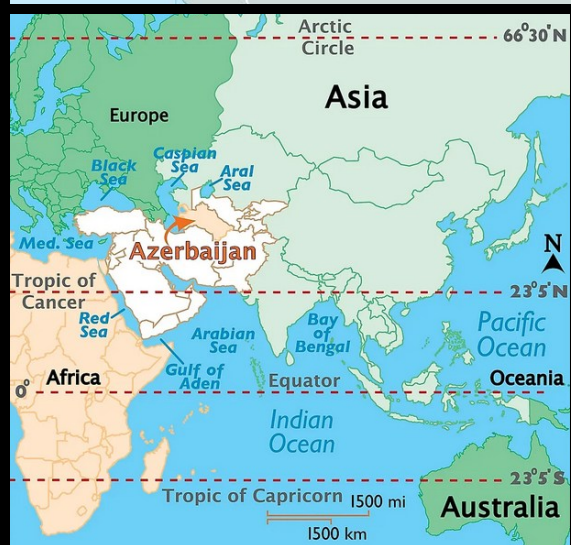 Arctic
Circle
66°30'N
Asia
Europe
Black
Sea
Caspian
Sea
Aral
Sea
Med. Sea
Azerbaijan
N
Tropic of
Cancer
23°5'N
Red
Sea
Arabian
Sea
Bay
of
Bengal
Pacific
Ocean
Gulf of
Aden
Africa
Equator
Oceania
0°
Indian
Ocean
23°5'S
Tropic of Capricorn
1500 mi
1500 km
Australia